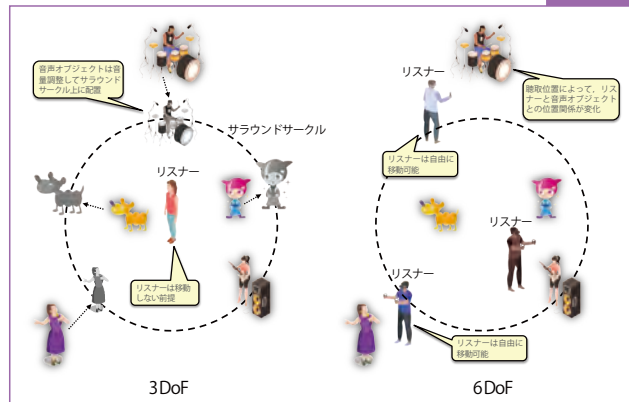 音声オブジェクトは音
量調整してサラウンド
サークル上に配置
サラウンドサークル
リスナー
リスナーは移動
しない前提
3DoF
リスナー
聴取位置によって，リス
ナーと音声オブジェクト
との位置関係が変化
リスナーは自由に
移動可能
リスナー
リスナー
リスナーは自由に
移動可能
6DoF